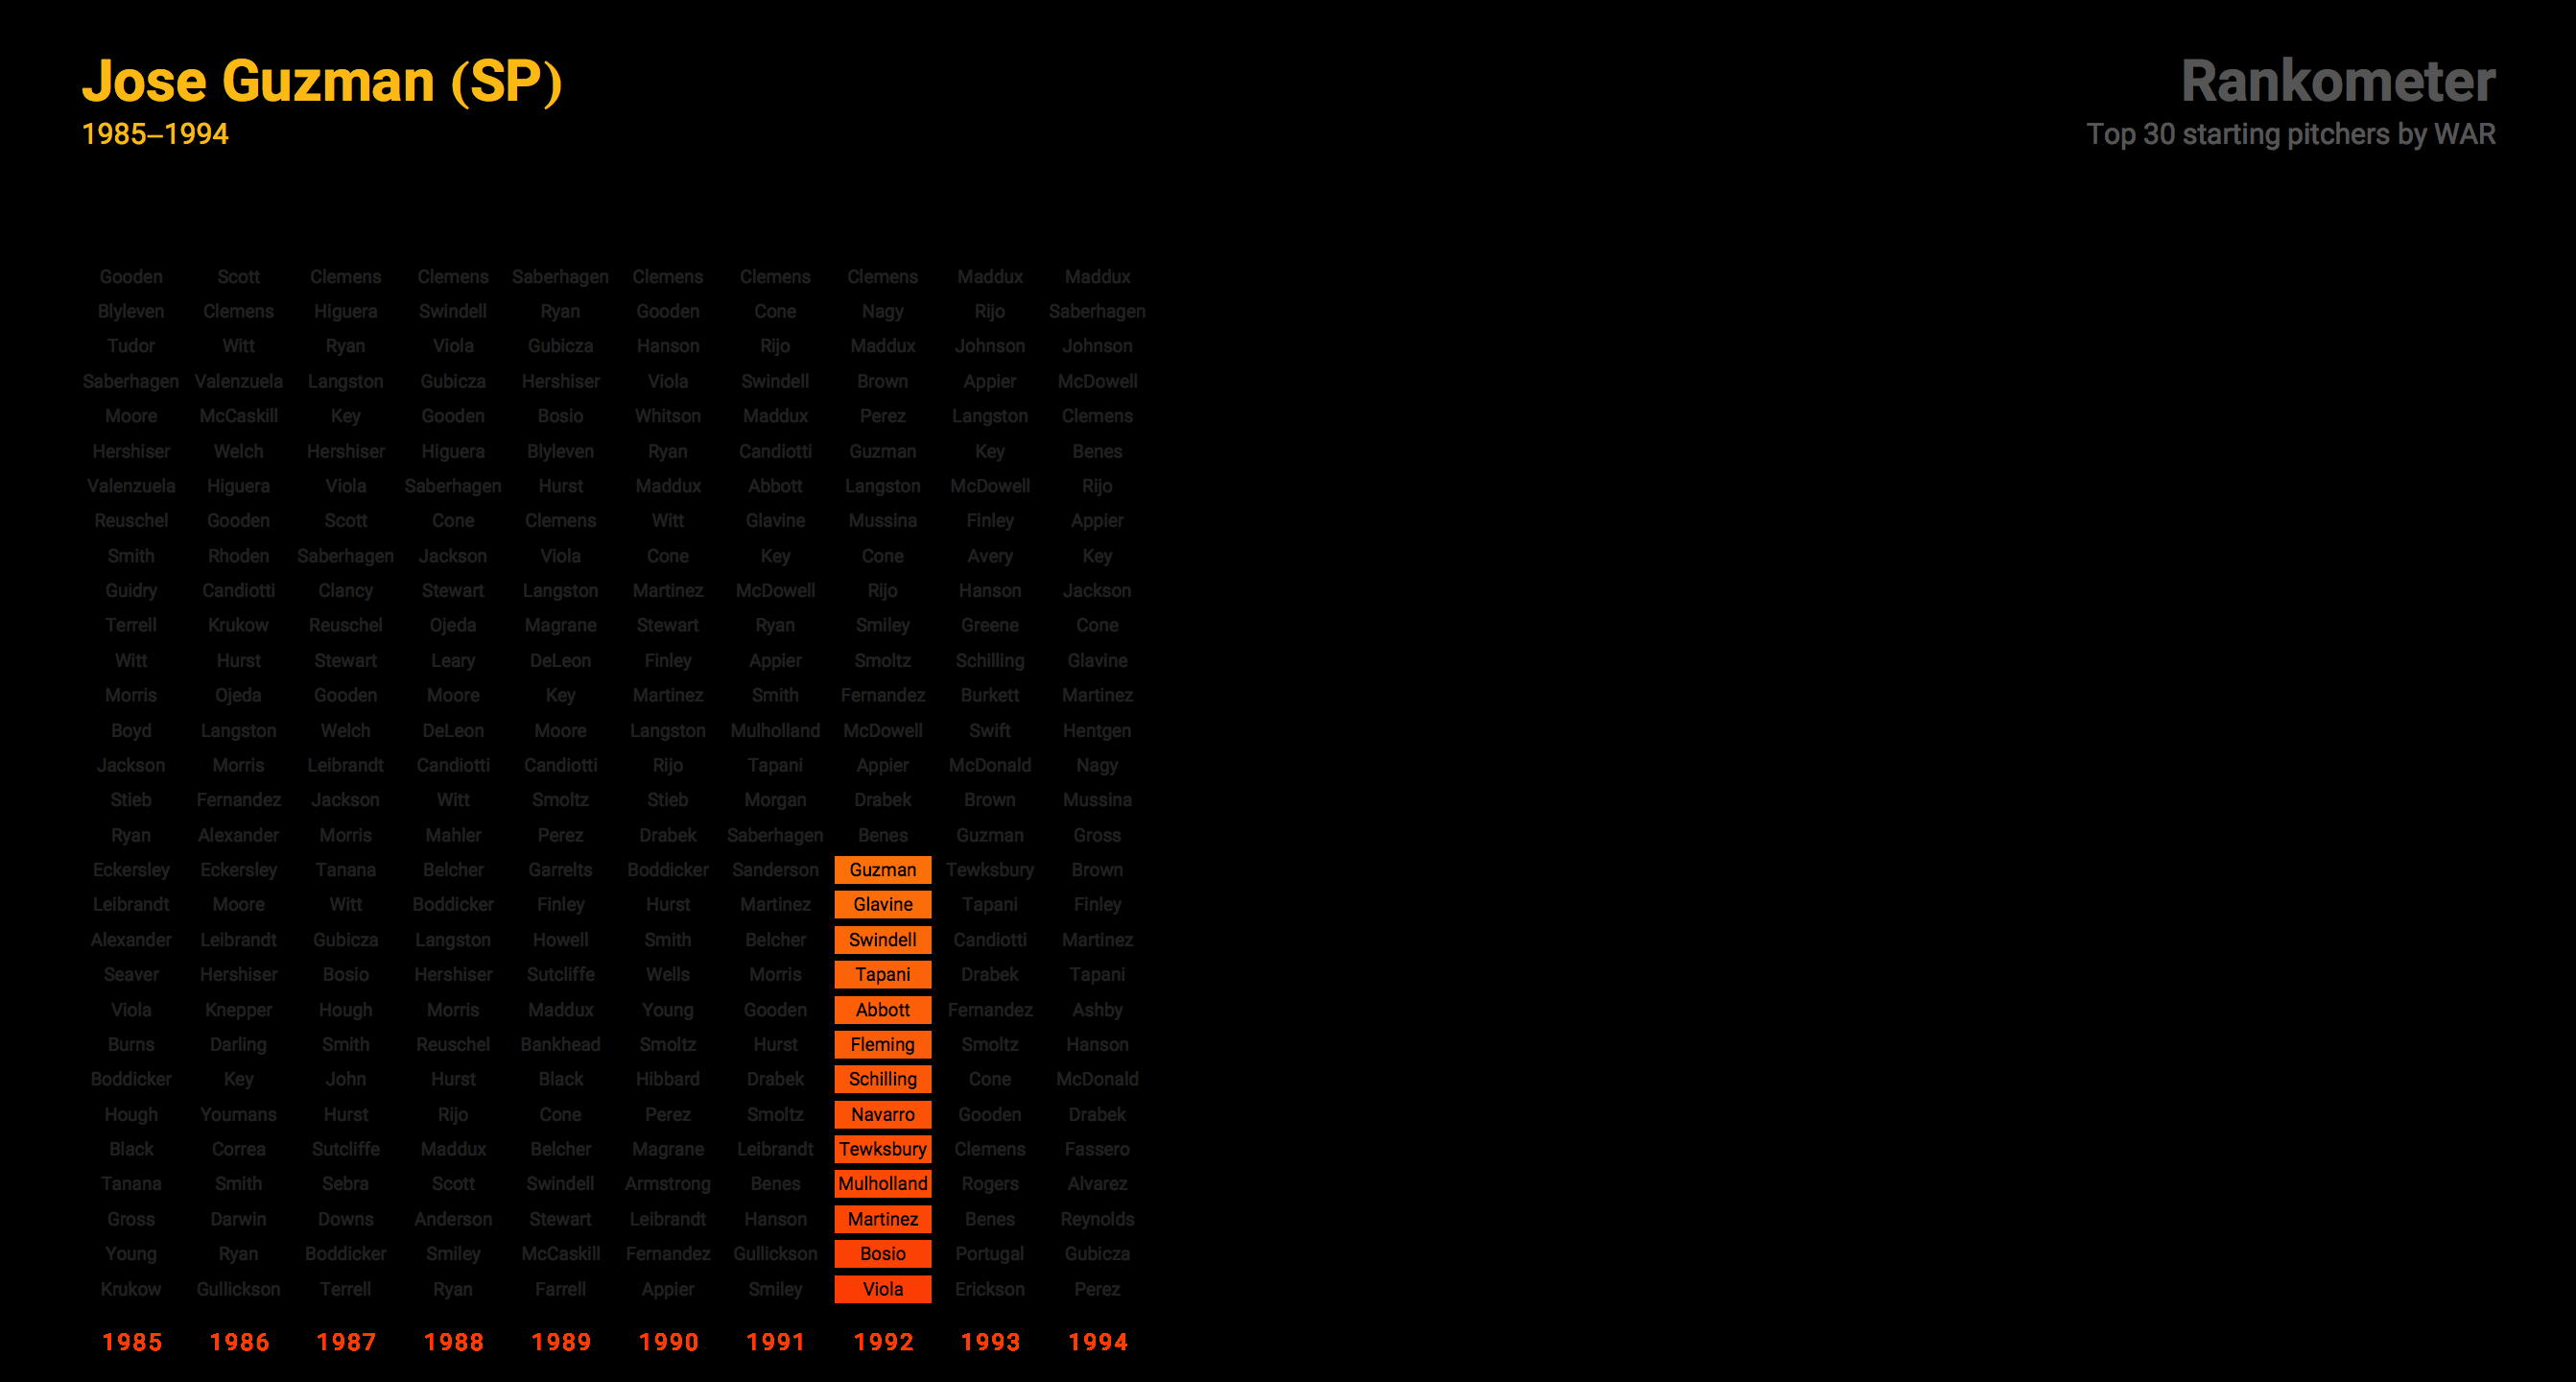 Jose Guzman (SP)
1985–1994
Rankometer
Top 30 starting pitchers by WAR
Gooden Scott Clemens Clemens Saberhagen Clemens Clemens Clemens Maddux Maddux
Blyleven Clemens Higuera Swindell Ryan Gooden Cone Nagy Rijo Saberhagen
Tudor Witt Ryan Viola Gubicza Hanson Rijo Maddux Johnson Johnson
Saberhagen Valenzuela Langston Gubicza Hershiser Viola Swindell Brown Appier McDowell
Moore McCaskill Key Gooden Bosio Whitson Maddux Perez Langston Clemens
Hershiser Welch Hershiser Higuera Blyleven Ryan Candiotti Guzman Key Benes
Valenzuela Higuera Viola Saberhagen Hurst Maddux Abbott Langston McDowell Rijo
Reuschel Gooden Scott Cone Clemens Witt Glavine Mussina Finley Appier
Smith Rhoden Saberhagen Jackson Viola Cone Key Cone Avery Key
Guidry Candiotti Clancy Stewart Langston Martinez McDowell Rijo Hanson Jackson
Terrell Krukow Reuschel Ojeda Magrane Stewart Ryan Smiley Greene Cone
Witt Hurst Stewart Leary DeLeon Finley Appier Smoltz Schilling Glavine
Morris Ojeda Gooden Moore Key Martinez Smith Fernandez Burkett Martinez
Boyd Langston Welch DeLeon Moore Langston Mulholland McDowell Swift Hentgen
Jackson Morris Leibrandt Candiotti Candiotti Rijo Tapani Appier McDonald Nagy
Stieb Fernandez Jackson Witt Smoltz Stieb Morgan Drabek Brown Mussina
Ryan Alexander Morris Mahler Perez Drabek Saberhagen Benes Guzman Gross
Eckersley Eckersley Tanana Belcher Garrelts Boddicker Sanderson Guzman Tewksbury Brown
Leibrandt Moore Witt Boddicker Finley Hurst Martinez Glavine Tapani Finley
Alexander Leibrandt Gubicza Langston Howell Smith Belcher Swindell Candiotti Martinez
Seaver Hershiser Bosio Hershiser Sutcliffe Wells Morris Tapani Drabek Tapani
Viola Knepper Hough Morris Maddux Young Gooden Abbott Fernandez Ashby
Burns Darling Smith Reuschel Bankhead Smoltz Hurst Fleming Smoltz Hanson
Boddicker Key John Hurst Black Hibbard Drabek Schilling Cone McDonald
Hough Youmans Hurst Rijo Cone Perez Smoltz Navarro Gooden Drabek
Black Correa Sutcliffe Maddux Belcher Magrane Leibrandt Tewksbury Clemens Fassero
Tanana Smith Sebra Scott Swindell Armstrong Benes Mulholland Rogers Alvarez
Gross Darwin Downs Anderson Stewart Leibrandt Hanson Martinez Benes Reynolds
Young Ryan Boddicker Smiley McCaskill Fernandez Gullickson Bosio Portugal Gubicza
Krukow Gullickson Terrell Ryan Farrell Appier Smiley Viola Erickson Perez
1985 1986 1987 1988 1989 1990 1991 1992 1993 1994